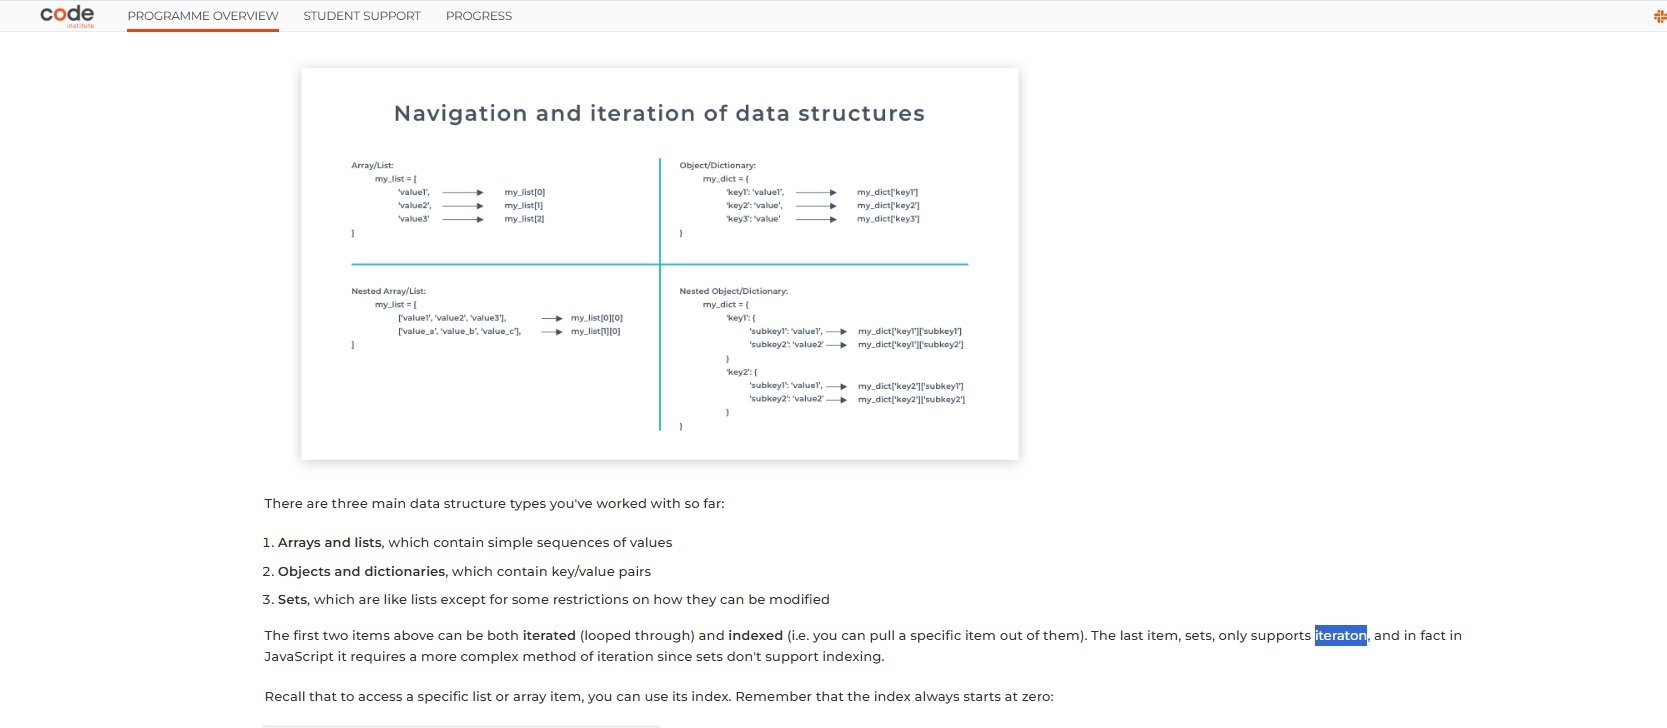 code
institute
PROGRAMME OVERVIEW STUDENT SUPPORT PROGRESS
Navigation and iteration of data structures
Array/List:
my_list = [
'value1', my_list[0]
'value2', my_list[1]
'value3' my_list[2]
]
Object/Dictionary:
my_dict = {
'key1': 'value1', my_dict['key1']
'key2': 'value', my_dict['key2']
'key3': 'value' my_dict['key3']
}
Nested Array/List:
my_list = [
['value1', 'value2', 'value3'], my_list[0][0]
['value_a', 'value_b', 'value_c'], my_list[1][0]
]
Nested Object/Dictionary:
my_dict = {
'key1': {
'subkey1': 'value1', my_dict['key1']['subkey1']
'subkey2': 'value2' my_dict['key1']['subkey2']
}
'key2': {
'subkey1': 'value1', my_dict['key2']['subkey1']
'subkey2': 'value2' my_dict['key2']['subkey2']
}
}
There are three main data structure types you've worked with so far:
1. Arrays and lists, which contain simple sequences of values
2. Objects and dictionaries, which contain key/value pairs
3. Sets, which are like lists except for some restrictions on how they can be modified
The first two items above can be both iterated (looped through) and indexed (i.e. you can pull a specific item out of them). The last item, sets, only supports iteraton, and in fact in
JavaScript it requires a more complex method of iteration since sets don't support indexing.
Recall that to access a specific list or array item, you can use its index. Remember that the index always starts at zero: